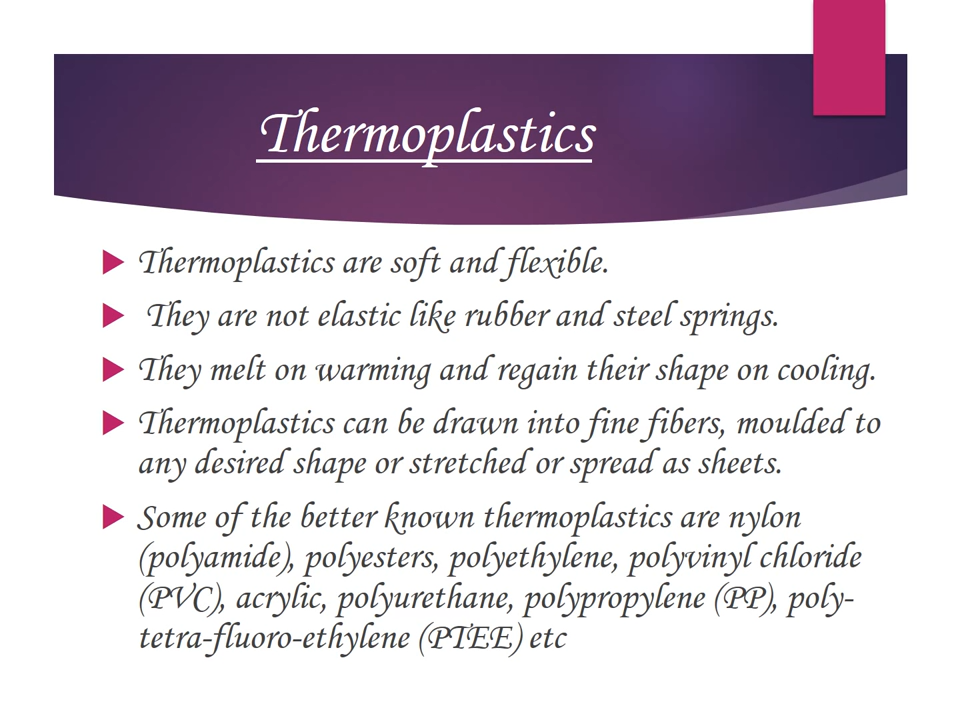 Thermoplastics
Thermoplastics are soft and flexible.
They are not elastic like rubber and steel springs.
They melt on warming and regain their shape on cooling.
Thermoplastics can be drawn into fine fibers, moulded to
any desired shape or stretched or spread as sheets.
Some of the better known thermoplastics are nylon
(polyamide), polyesters, polyethylene, polyvinyl chloride
(PVC), acrylic, polyurethane, polypropylene (PP), poly-
tetra-fluoro-ethylene (PTEE) etc